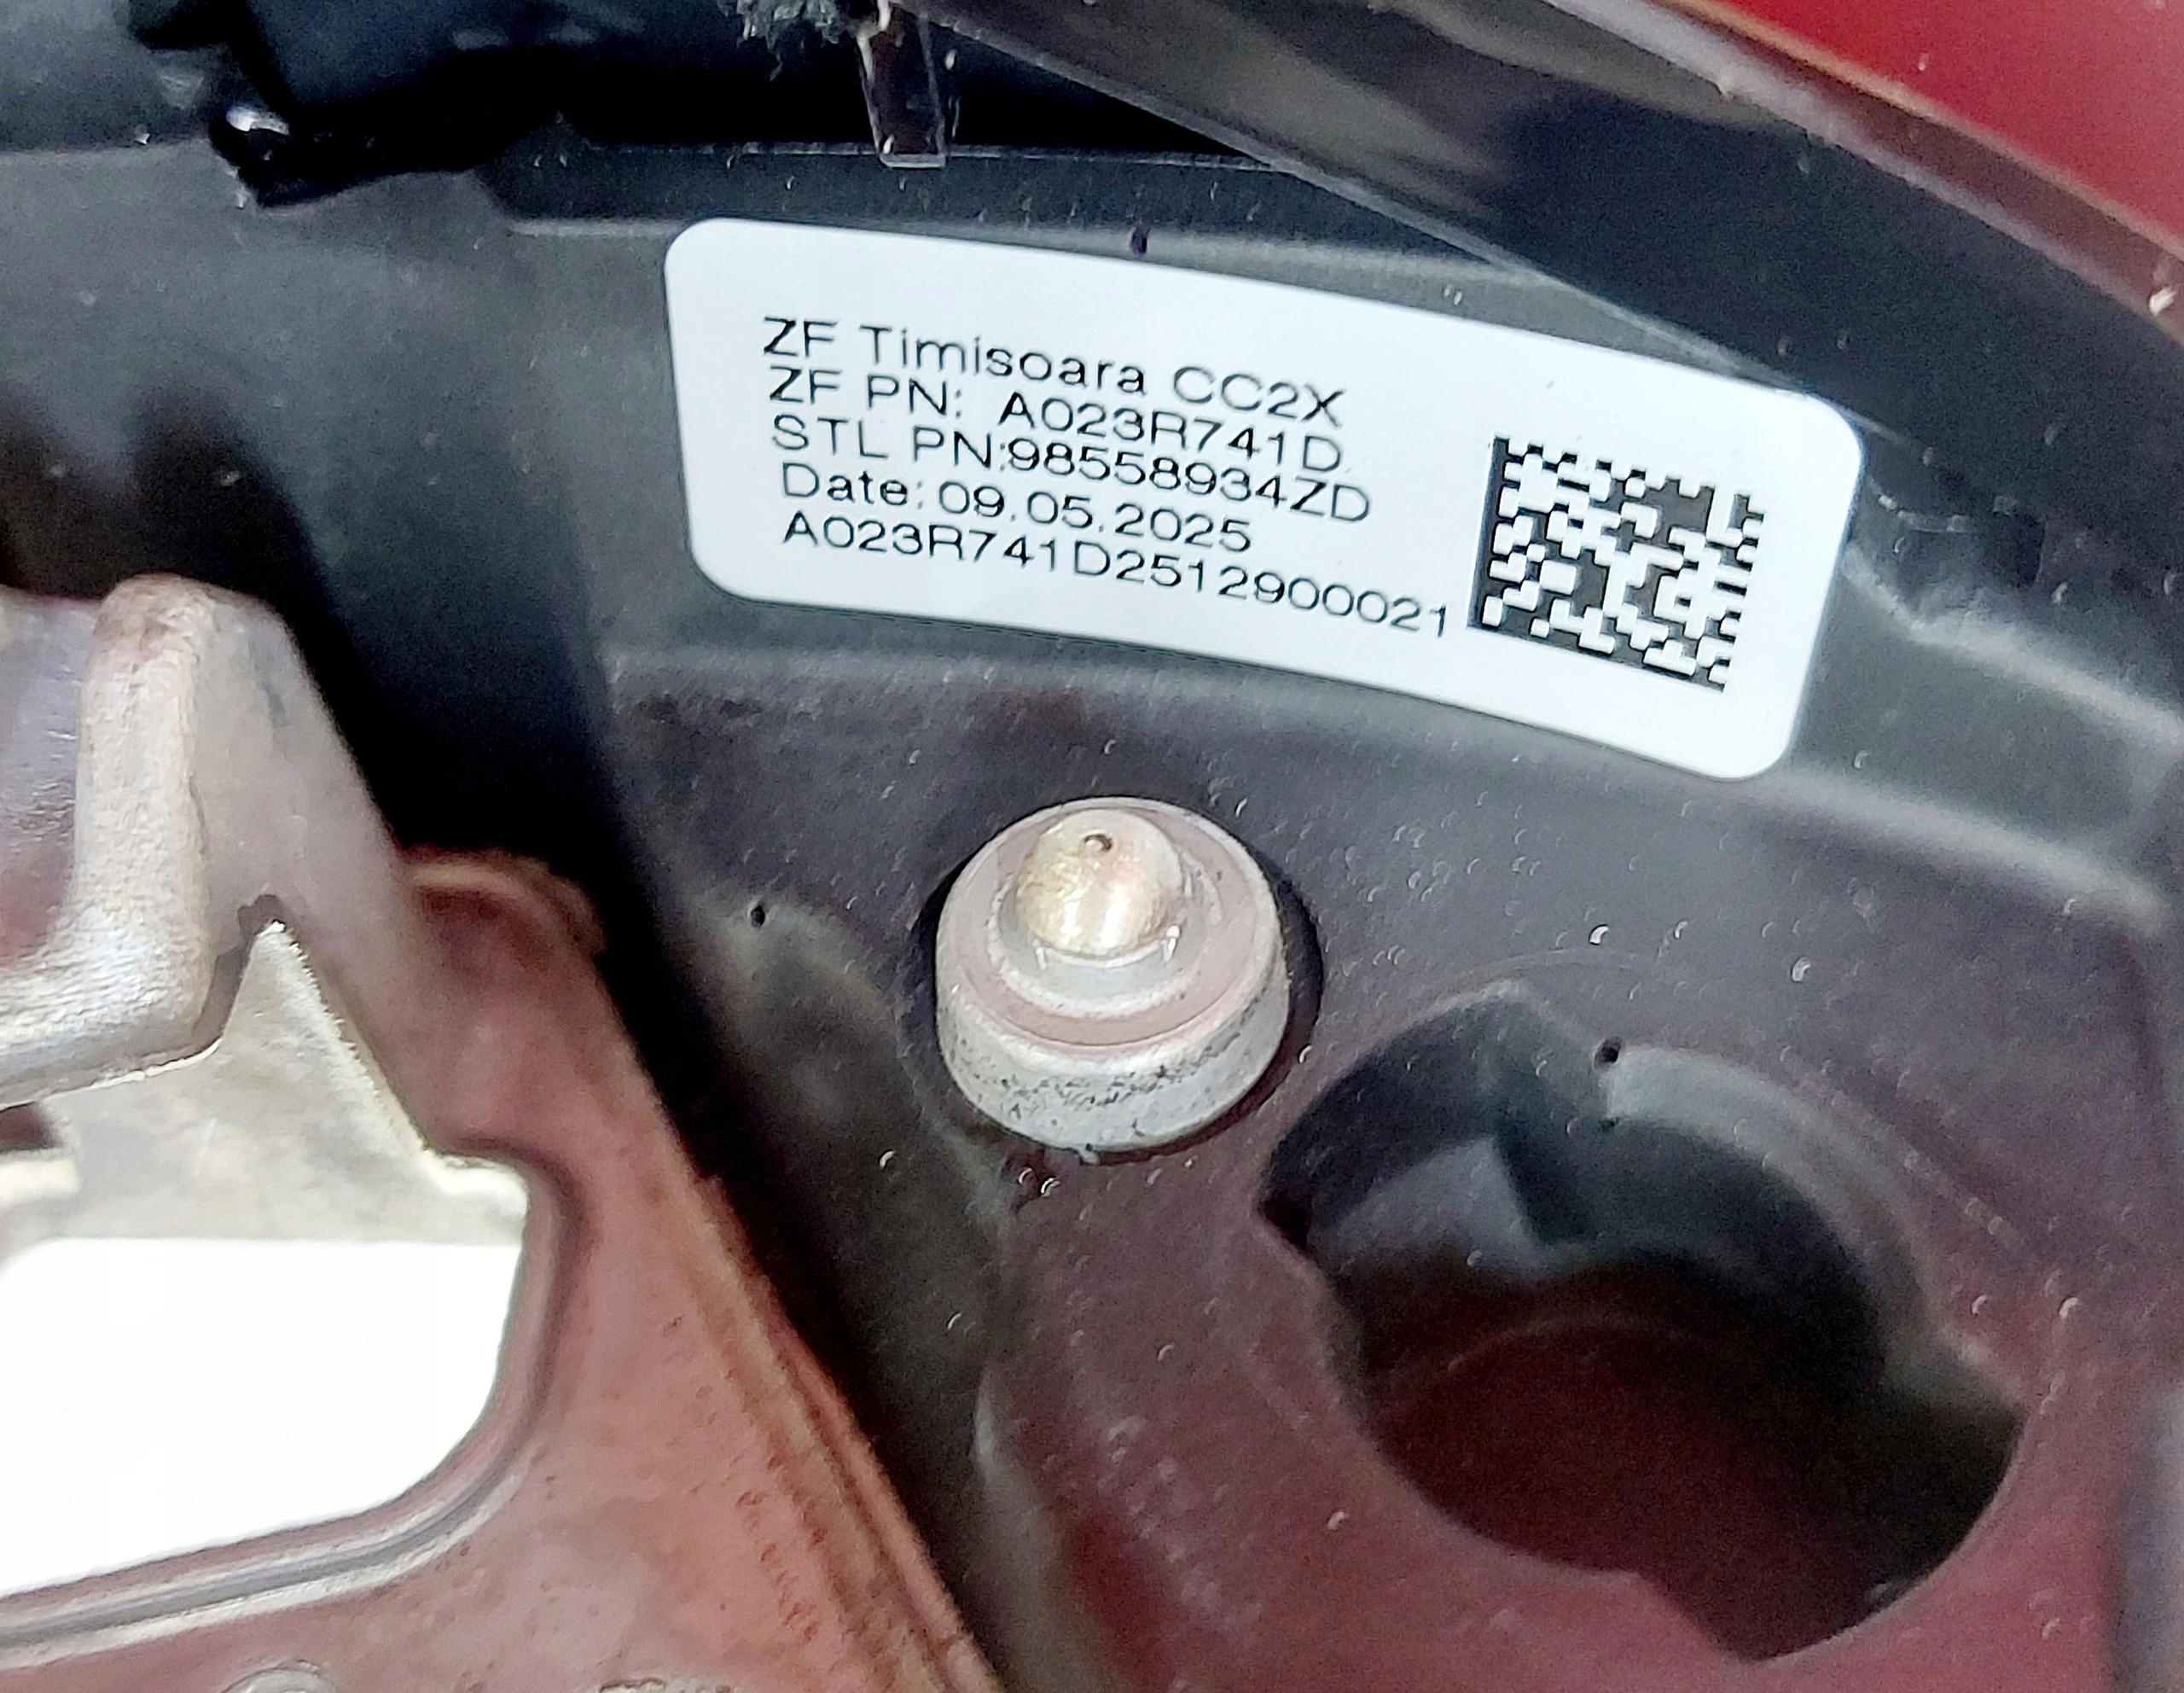 ZF Timisoara CC2X
ZF PN: A023R741D
STL PN:98558934ZD
Date: 09.05.2025
A023R741D2512900021